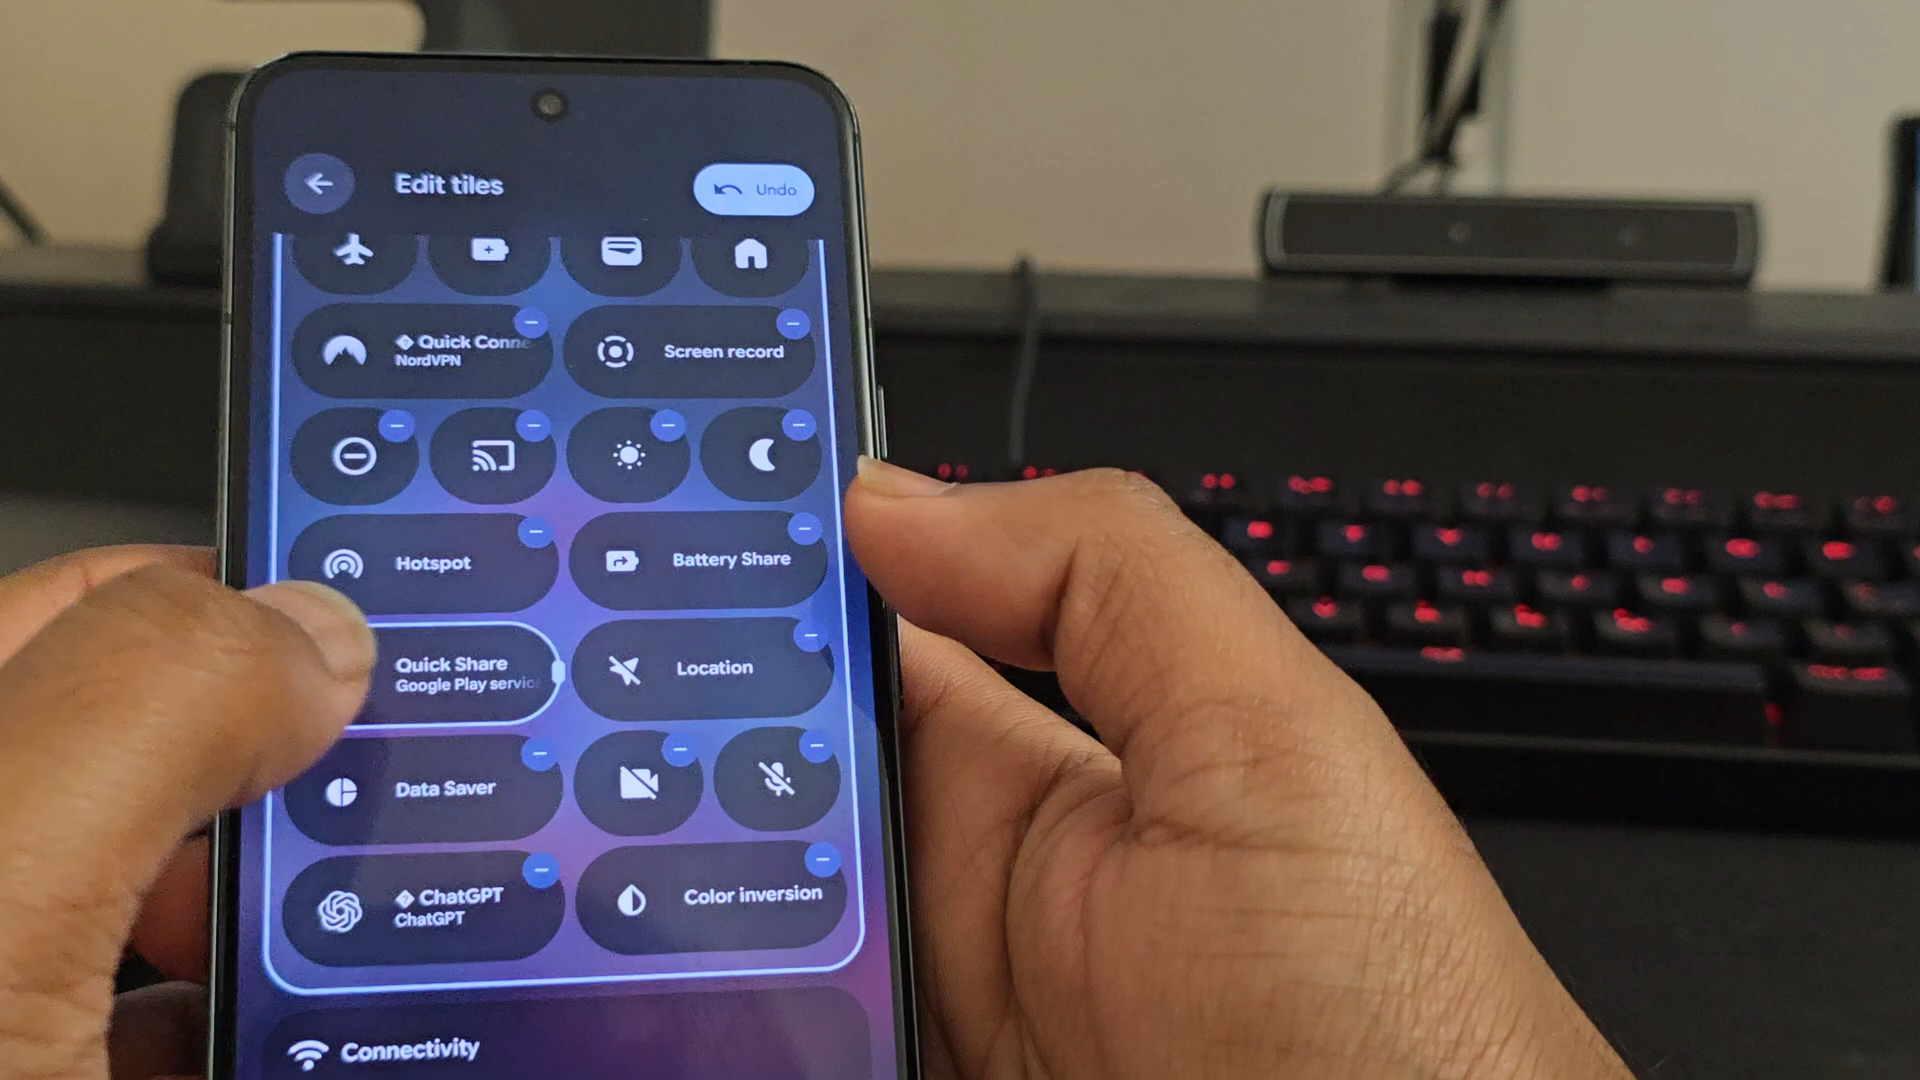 Edit tiles
Undo
Quick Conne
NordVPN
Screen record
Hotspot
Battery Share
Quick Share
Google Play servic
Location
Data Saver
ChatGPT
ChatGPT
Color inversion
Connectivity